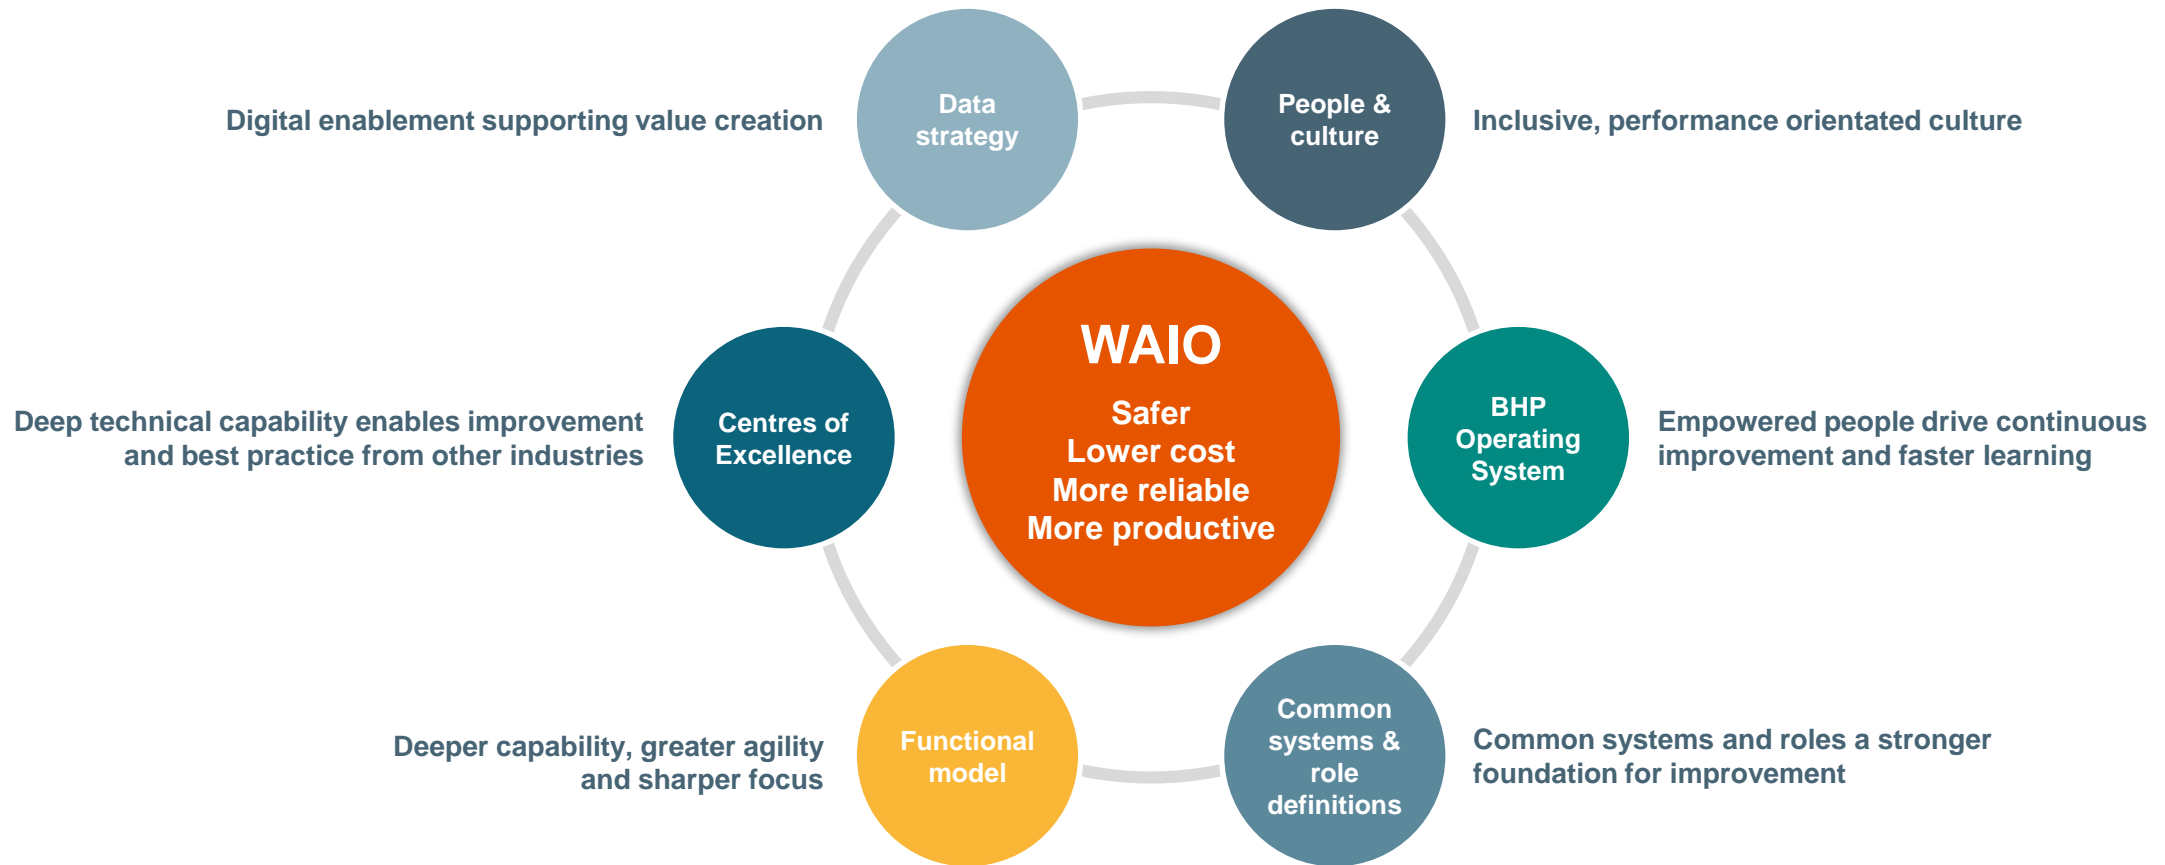 Data
strategy
Digital enablement supporting value creation
People &
culture
Inclusive, performance orientated culture
Centres of
Excellence
Deep technical capability enables improvement
and best practice from other industries
WAIO
Safer
Lower cost
More reliable
More productive
BHP
Operating
System
Empowered people drive continuous
improvement and faster learning
Functional
model
Deeper capability, greater agility
and sharper focus
Common
systems &
role
definitions
Common systems and roles a stronger
foundation for improvement